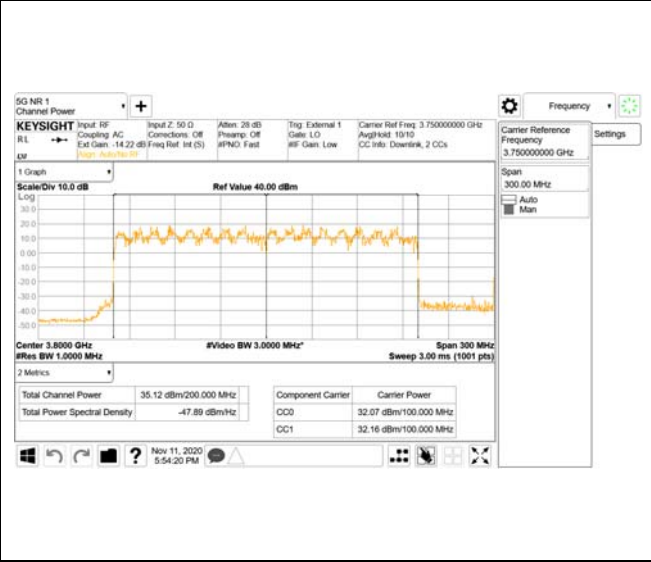 5G NR 1
Channel Power
Frequency
KEYSIGHT Input: RF
RL
Coupling: AC
Ext Gain: -14.22 dB
Align: Auto/No RF
Input Z: 50 Ω
Corrections: Off
Freq Ref: Int (S)
Atten: 28 dB
Preamp: Off
#PNO: Fast
Trig: External 1
Gate: LO
#IF Gain: Low
Carrier Ref Freq: 3.750000000 GHz
Avg|Hold: 10/10
CC Info: Downlink, 2 CCs
Carrier Reference
Frequency
3.750000000 GHz
Settings
Span
300.00 MHz
Auto
Man
1 Graph
Scale/Div 10.0 dB
Ref Value 40.00 dBm
Log
30.0
20.0
10.0
0.00
-10.0
-20.0
-30.0
-40.0
-50.0
Center 3.8000 GHz
#Video BW 3.0000 MHz*
Span 300 MHz
#Res BW 1.0000 MHz
Sweep 3.00 ms (1001 pts)
2 Metrics
Total Channel Power 35.12 dBm/200.000 MHz
Total Power Spectral Density -47.89 dBm/Hz
Component Carrier Carrier Power
CC0 32.07 dBm/100.000 MHz
CC1 32.16 dBm/100.000 MHz
?
Nov 11, 2020
5:54:20 PM